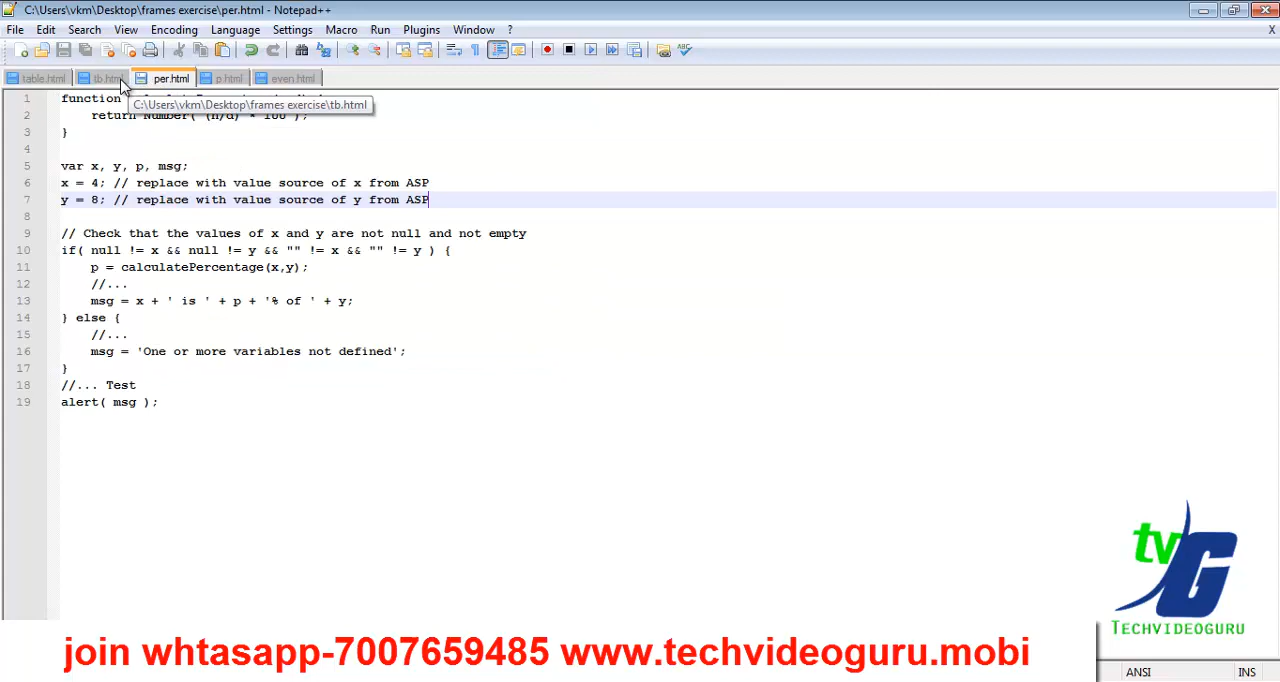 C:\Users\vkm\Desktop\frames exercise\per.html - Notepad++
File Edit Search View Encoding Language Settings Macro Run Plugins Window ? X
table.html tb.html per.html p.html even.html
1 function
C:\Users\vkm\Desktop\frames exercise\tb.html
2 return Number( (n/d) * 100 );
3 }
4
5 var x, y, p, msg;
6 x = 4; // replace with value source of x from ASP
7 y = 8; // replace with value source of y from ASP
8
9 // Check that the values of x and y are not null and not empty
10 if( null != x && null != y && "" != x && "" != y ) {
11 p = calculatePercentage(x,y);
12 //...
13 msg = x + ' is ' + p + '% of ' + y;
14 } else {
15 //...
16 msg = 'One or more variables not defined';
17 }
18 //... Test
19 alert( msg );
tvG
TECHVIDEOGURU
join whtasapp-7007659485 www.techvideoguru.mobi
ANSI INS